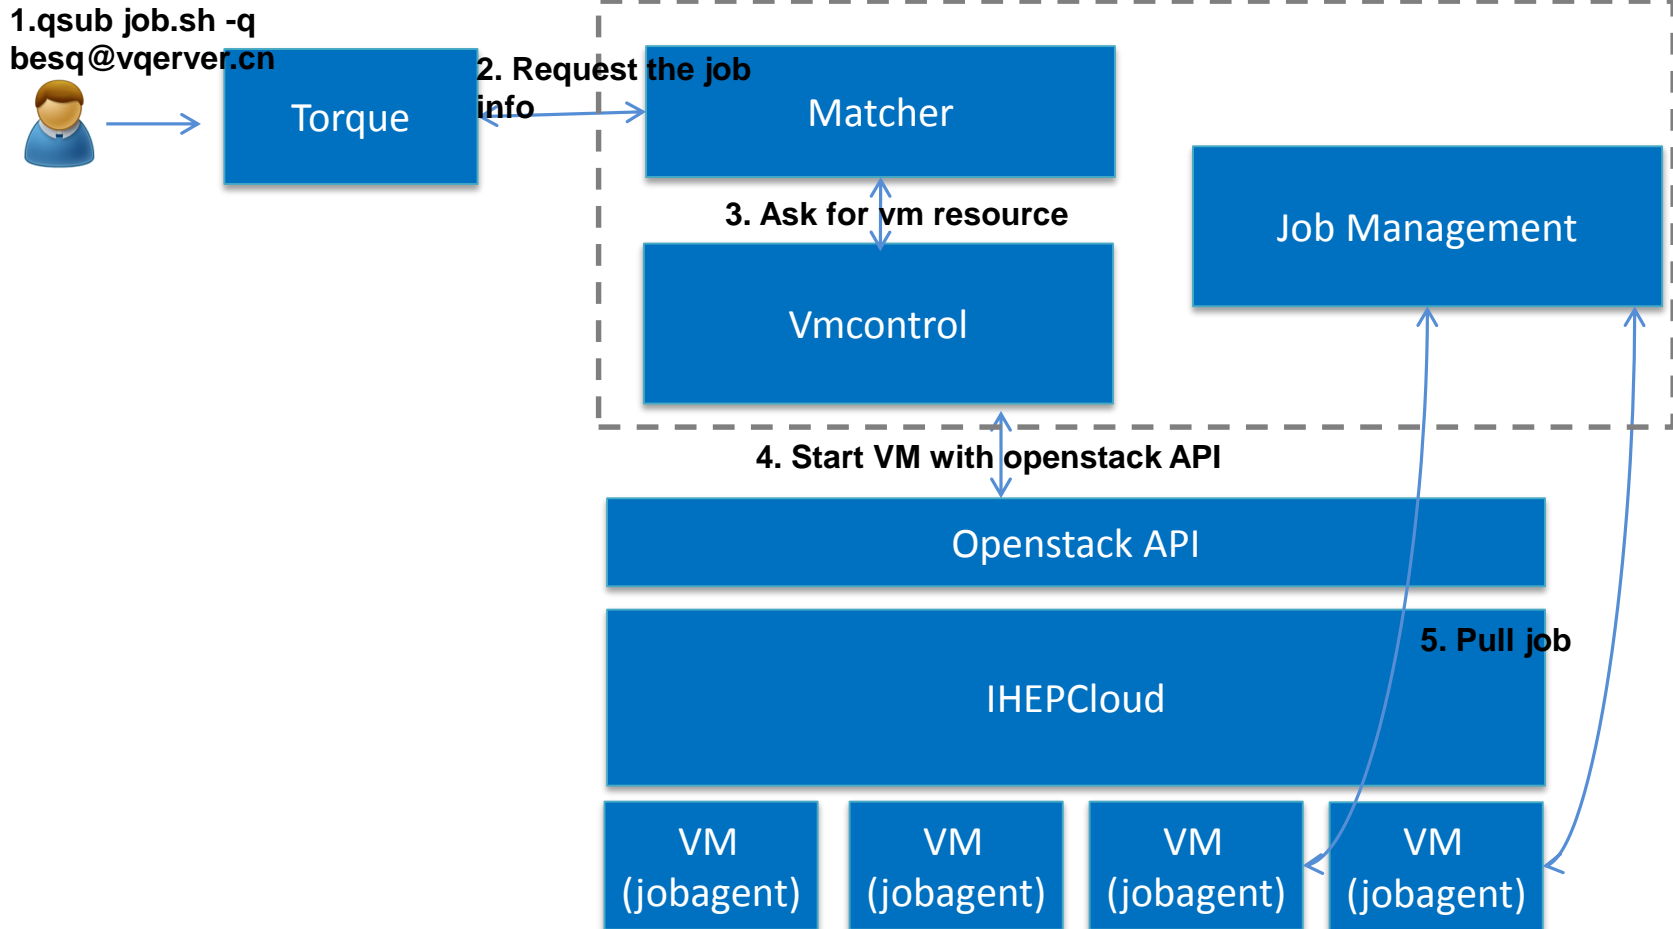 1.qsub job.sh -q
besq@vqerver.cn
Torque
2. Request the job
info
Matcher
3. Ask for vm resource
Job Management
Vmcontrol
4. Start VM with openstack API
Openstack API
5. Pull job
IHEPCloud
VM
(jobagent)
VM
(jobagent)
VM
(jobagent)
VM
(jobagent)